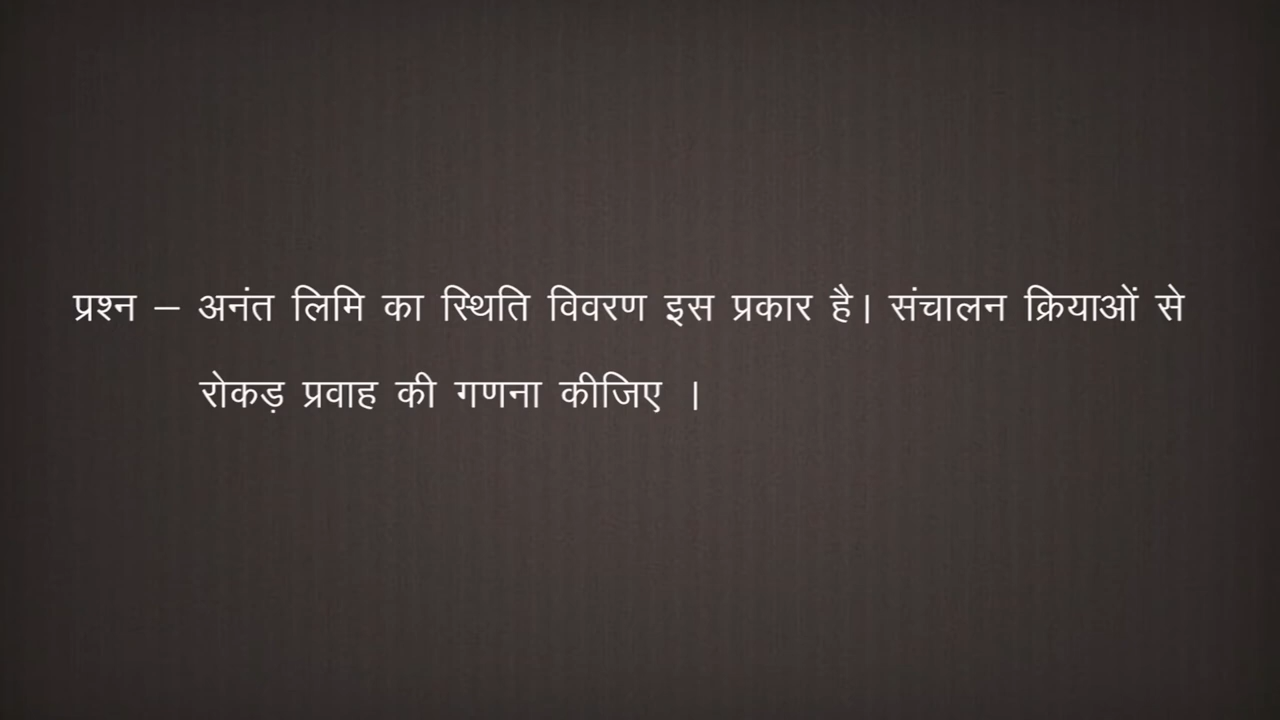 प्रश्न – अनंत लिमि का स्थिति विवरण इस प्रकार है। संचालन क्रियाओं से
रोकड़ प्रवाह की गणना कीजिए ।